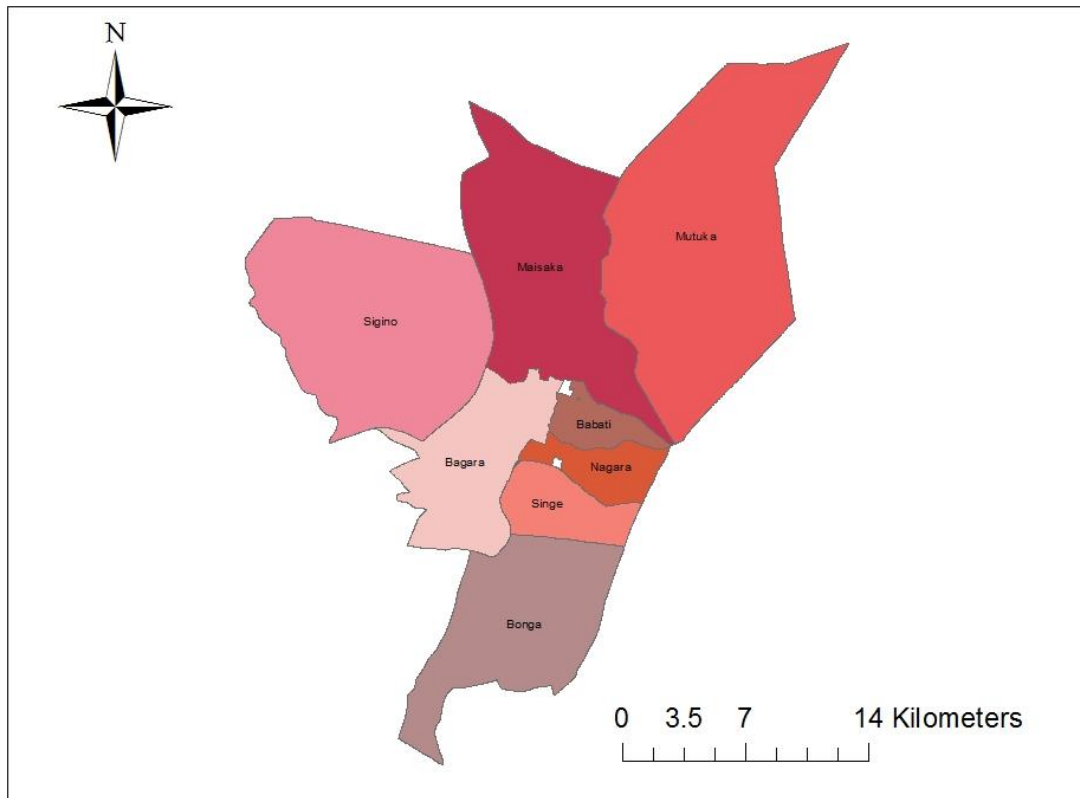 N
Mutuka
Maisaka
Sigino
Babati
Bagara
Nagara
Singe
Bonga
0 3.5 7 14 Kilometers